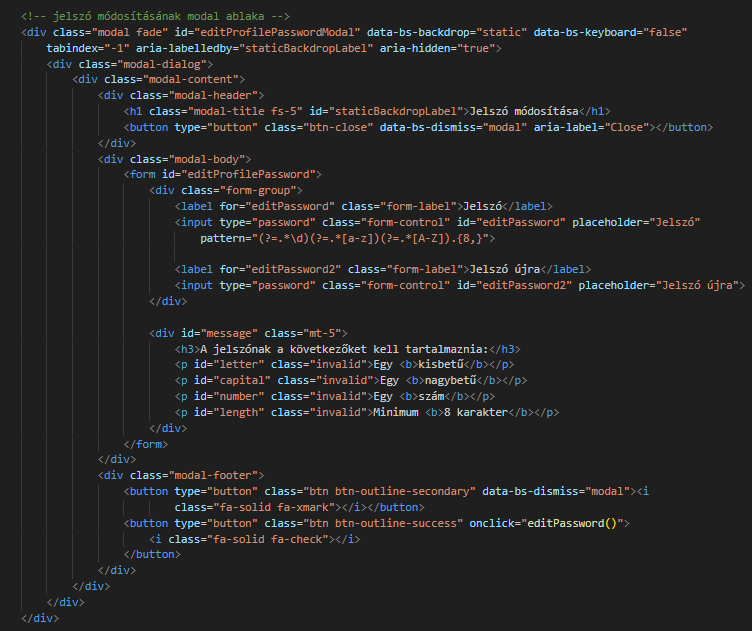 <!-- jelszó módosításának modal ablaka -->
<div class="modal fade" id="editProfilePasswordModal" data-bs-backdrop="static" data-bs-keyboard="false"
    tabindex="-1" aria-labelledby="staticBackdropLabel" aria-hidden="true">
    <div class="modal-dialog">
        <div class="modal-content">
            <div class="modal-header">
                <h1 class="modal-title fs-5" id="staticBackdropLabel">Jelszó módosítása</h1>
                <button type="button" class="btn-close" data-bs-dismiss="modal" aria-label="Close"></button>
            </div>
            <div class="modal-body">
                <form id="editProfilePassword">
                    <div class="form-group">
                        <label for="editPassword" class="form-label">Jelszó</label>
                        <input type="password" class="form-control" id="editPassword" placeholder="Jelszó"
                            pattern="(?=.*\d)(?=.*[a-z])(?=.*[A-Z]).{8,}">
                        <label for="editPassword2" class="form-label">Jelszó újra</label>
                        <input type="password" class="form-control" id="editPassword2" placeholder="Jelszó újra">
                    </div>
                    <div id="message" class="mt-5">
                        <h3>A jelszónak a következőket kell tartalmaznia:</h3>
                        <p id="letter" class="invalid">Egy <b>kisbetű</b></p>
                        <p id="capital" class="invalid">Egy <b>nagybetű</b></p>
                        <p id="number" class="invalid">Egy <b>szám</b></p>
                        <p id="length" class="invalid">Minimum <b>8 karakter</b></p>
                    </div>
                </form>
            </div>
            <div class="modal-footer">
                <button type="button" class="btn btn-outline-secondary" data-bs-dismiss="modal"><i
                        class="fa-solid fa-xmark"></i></button>
                <button type="button" class="btn btn-outline-success" onclick="editPassword()">
                    <i class="fa-solid fa-check"></i>
                </button>
            </div>
        </div>
    </div>
</div>